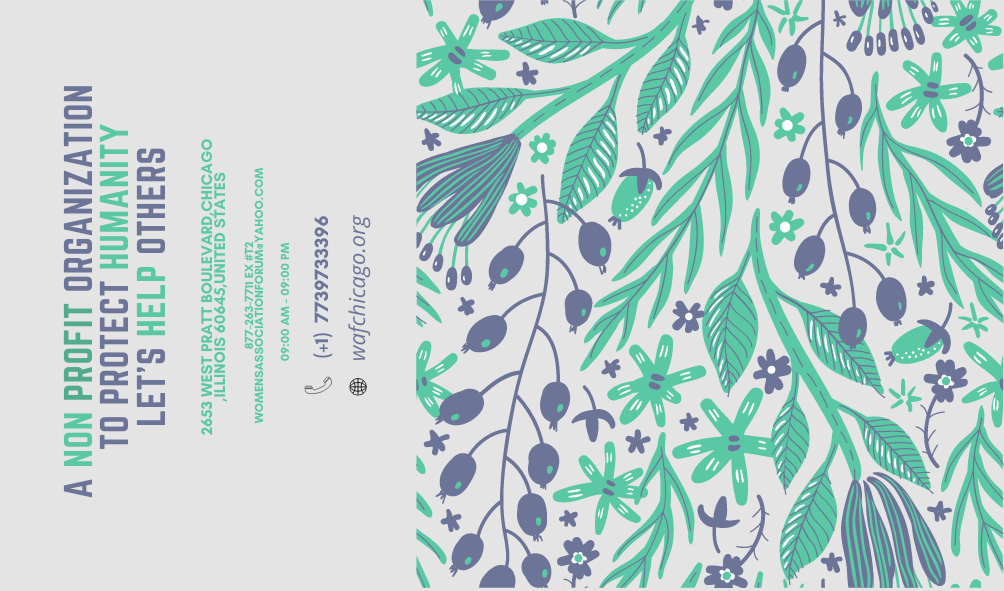 A NON PROFIT ORGANIZATION
TO PROTECT HUMANITY
LET'S HELP OTHERS
2653 WEST PRATT BOULEVARD,CHICAGO
,ILLINOIS 60645,UNITED STATES
877-263-7711 EX #T2
WOMENSASSOCIATIONFORUM@YAHOO.COM
09:00 AM - 09:00 PM
(+1) 7739733396
wafchicago.org